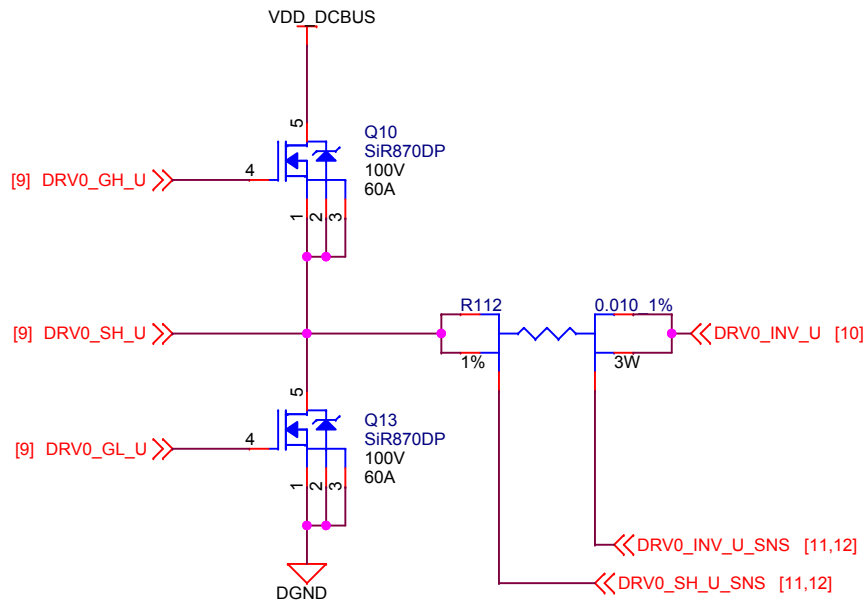 VDD_DCBUS
5
Q10
SiR870DP
100V
60A
[9] DRV0_GH_U
4
1
2
3
R112
0.010_1%
[9] DRV0_SH_U
DRV0_INV_U [10]
1%
3W
5
Q13
SiR870DP
100V
60A
[9] DRV0_GL_U
4
1
2
3
DRV0_INV_U_SNS [11,12]
DRV0_SH_U_SNS [11,12]
DGND